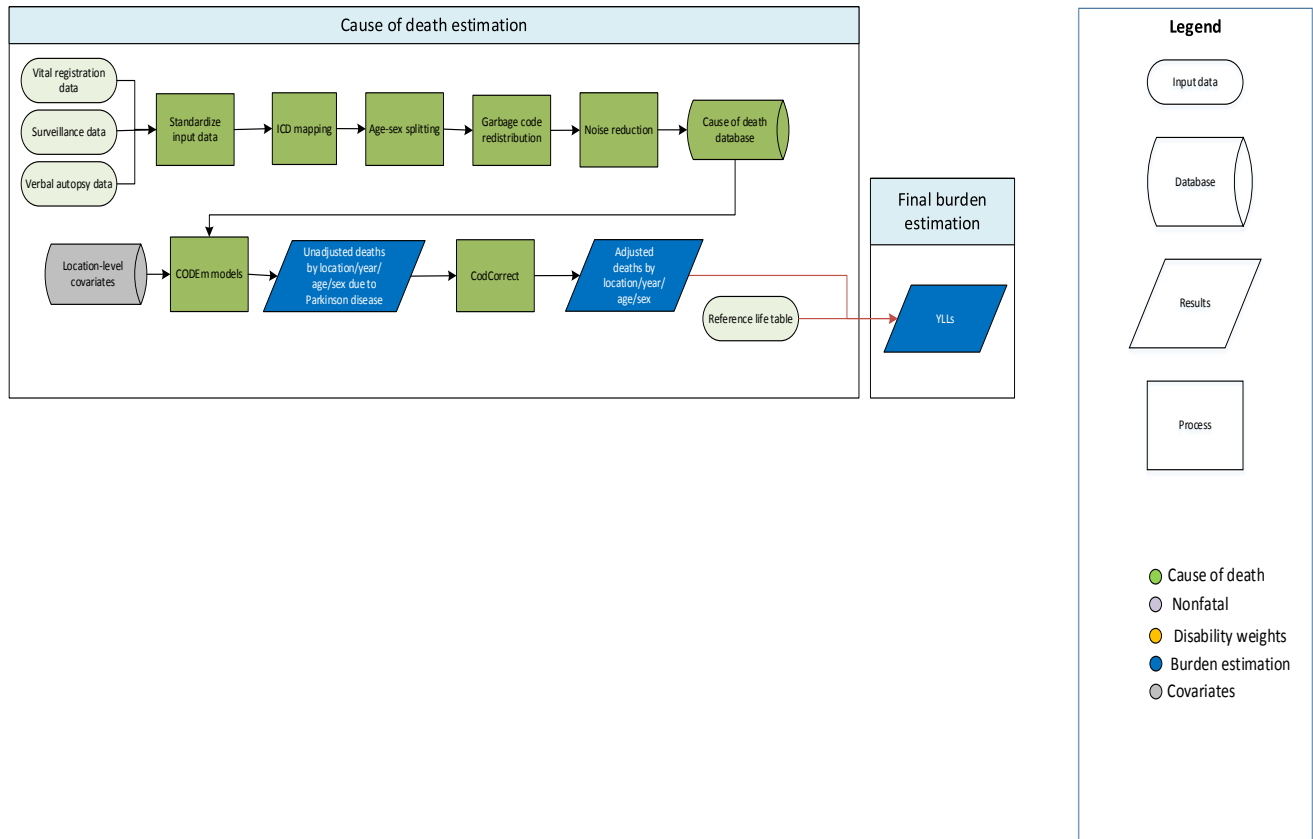 Cause of death estimation
Vital registration
data
Surveillance data
Verbal autopsy data
Standardize
input data
ICD mapping
Age-sex splitting
Garbage code
redistribution
Noise reduction
Cause of death
database
Location-level
covariates
CODEm models
Unadjusted deaths
by location/year/
age/sex due to
Parkinson disease
CodCorrect
Adjusted
deaths by
location/year/
age/sex
Reference life table
Final burden
estimation
YLLs
Legend
Input data
Database
Results
Process
Cause of death
Nonfatal
Disability weights
Burden estimation
Covariates